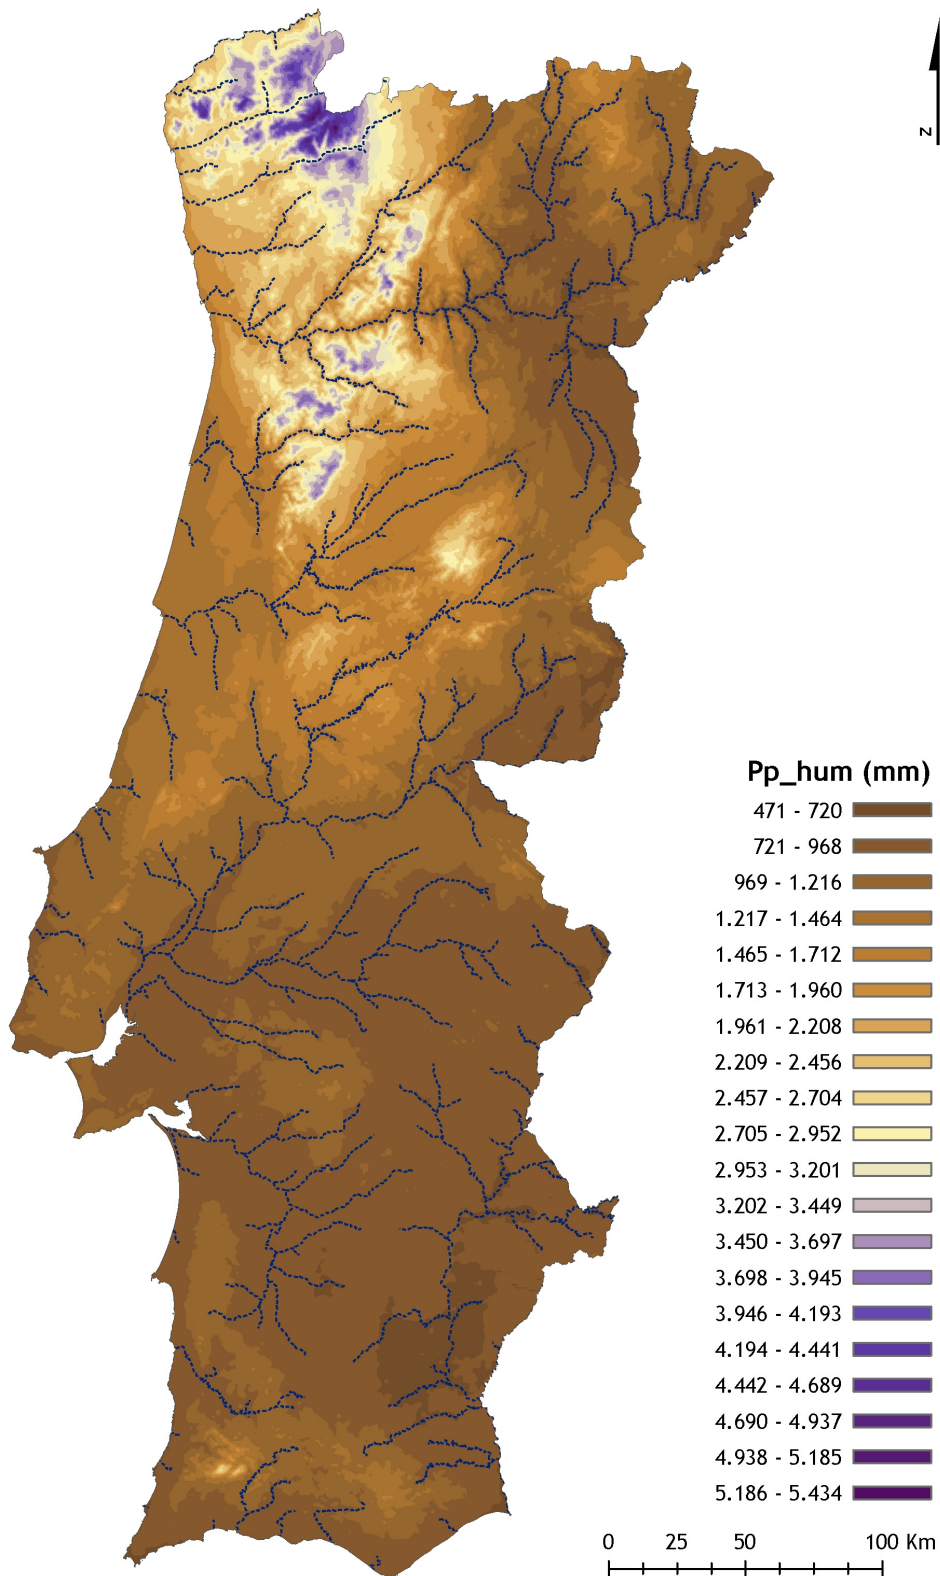 N
Pp_hum (mm)
471 - 720
721 - 968
969 - 1.216
1.217 - 1.464
1.465 - 1.712
1.713 - 1.960
1.961 - 2.208
2.209 - 2.456
2.457 - 2.704
2.705 - 2.952
2.953 - 3.201
3.202 - 3.449
3.450 - 3.697
3.698 - 3.945
3.946 - 4.193
4.194 - 4.441
4.442 - 4.689
4.690 - 4.937
4.938 - 5.185
5.186 - 5.434
0 25 50 100 Km